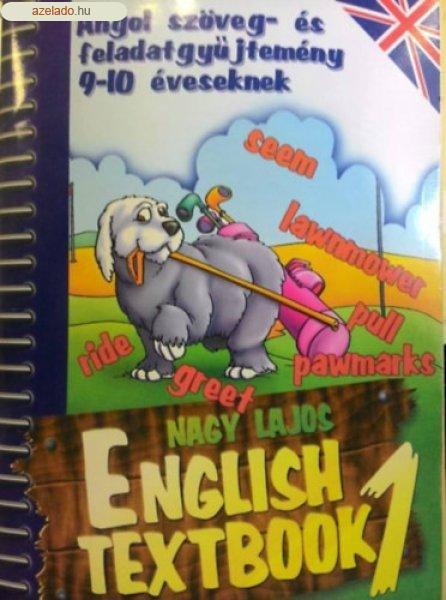 azelado.hu
Angol szöveg- és
feladatgyűjtemény
9-10 éveseknek
seem
lawnmower
pull
pawmarks
ride
greet
NAGY LAJOS
ENGLISH
TEXTBOOK 1